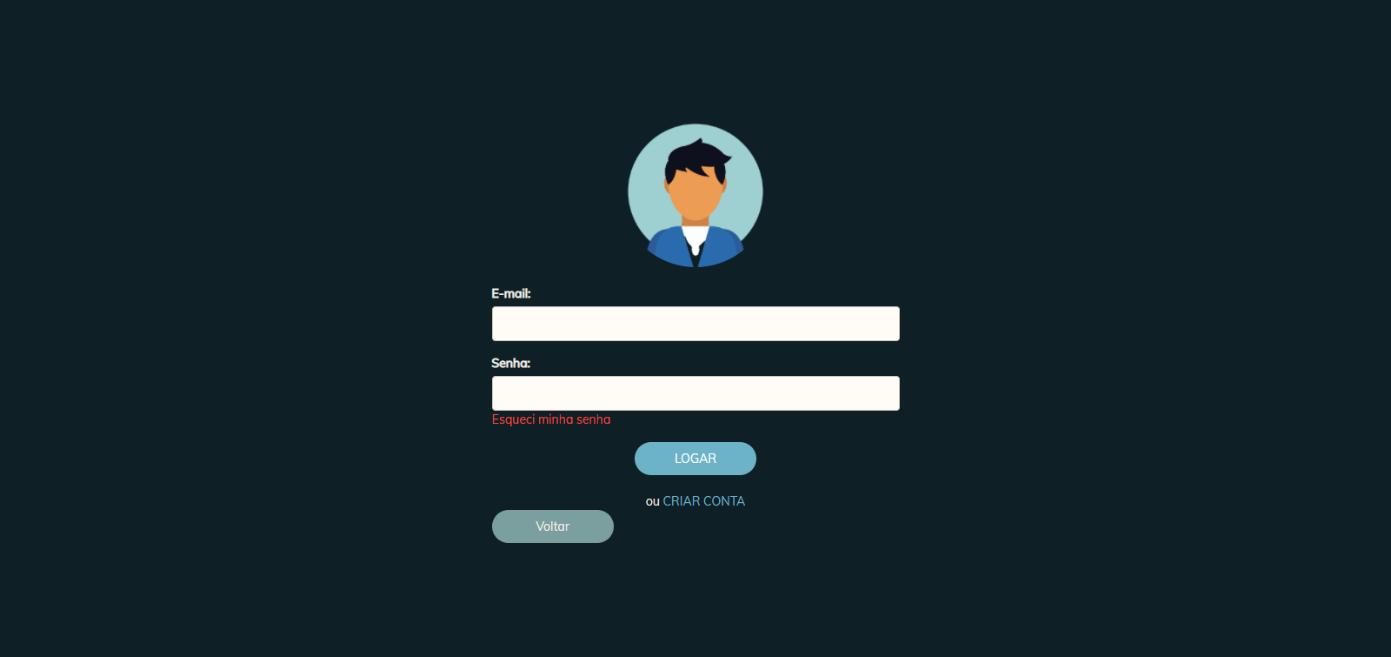 E-mail:
Senha:
Esqueci minha senha
LOGAR
ou CRIAR CONTA
Voltar